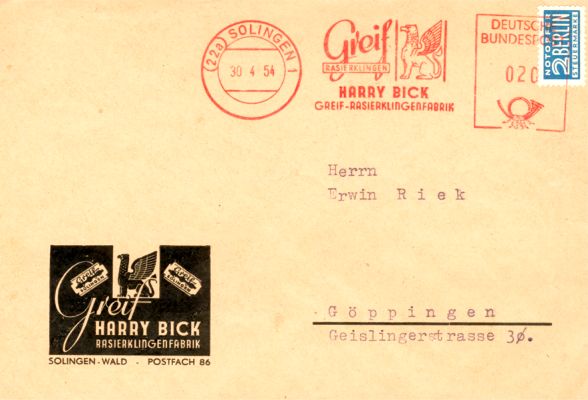 (22a) SOLINGEN 1
30. 4. 54
Greif
RASIERKLINGEN
HARRY BICK
GREIF-RASIERKLINGENFABRIK
DEUTSCHE
BUNDESPOST
020
NOTOPFER
2 BERLIN
STEUERMARKE
Herrn
Erwin Riek
Göppingen
Geislingerstrasse 30.
Greif
Greif
Greif
HARRY BICK
RASIERKLINGENFABRIK
SOLINGEN-WALD · POSTFACH 86